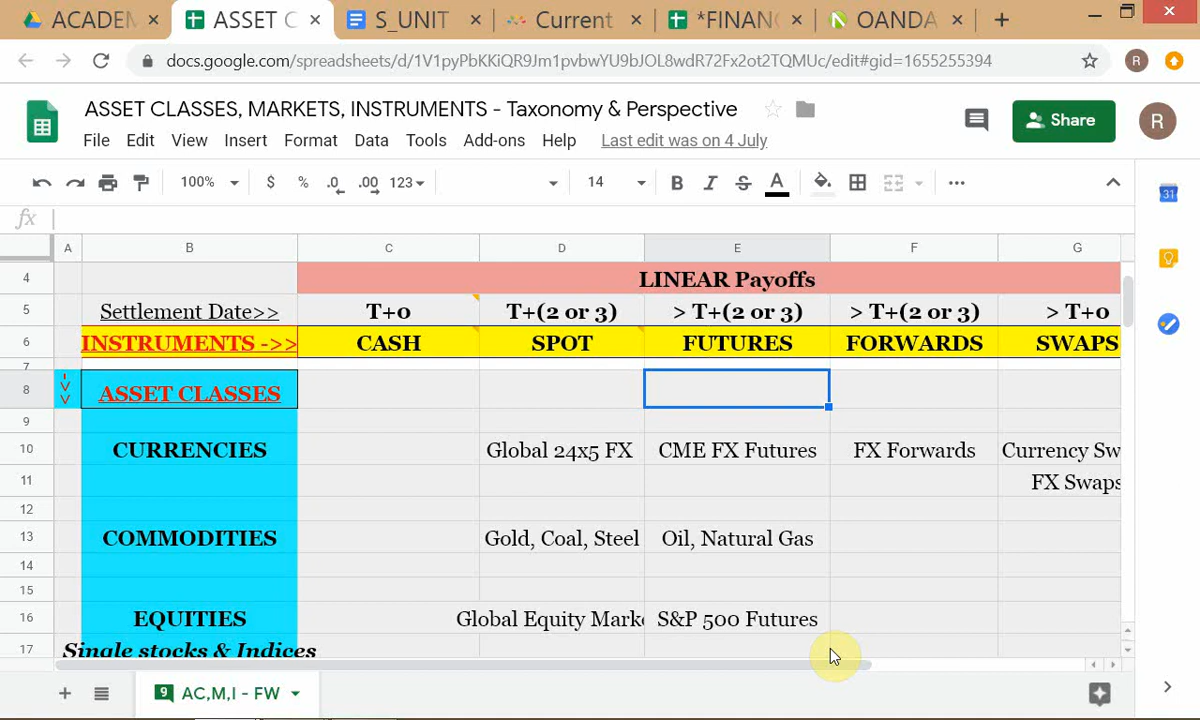 ACADEM × ASSET C × S_UNIT × Current × *FINAN × OANDA × +
docs.google.com/spreadsheets/d/1V1pyPbKKiQR9Jm1pvbwYU9bJOL8wdR72Fx2ot2TQMUc/edit#gid=1655255394 R
ASSET CLASSES, MARKETS, INSTRUMENTS - Taxonomy & Perspective
Share R
File Edit View Insert Format Data Tools Add-ons Help Last edit was on 4 July
100% $ % .0 .00 123 14 B I S A
31
fx
A B C D E F G
4 LINEAR Payoffs
5 Settlement Date>> T+0 T+(2 or 3) > T+(2 or 3) > T+(2 or 3) > T+0
6 INSTRUMENTS ->> CASH SPOT FUTURES FORWARDS SWAPS
7
8 ASSET CLASSES
9
10 CURRENCIES Global 24x5 FX CME FX Futures FX Forwards Currency Sw
11 FX Swaps
12
13 COMMODITIES Gold, Coal, Steel Oil, Natural Gas
14
15
16 EQUITIES Global Equity Marke S&P 500 Futures
17 Single stocks & Indices
+ 9 AC,M,I - FW